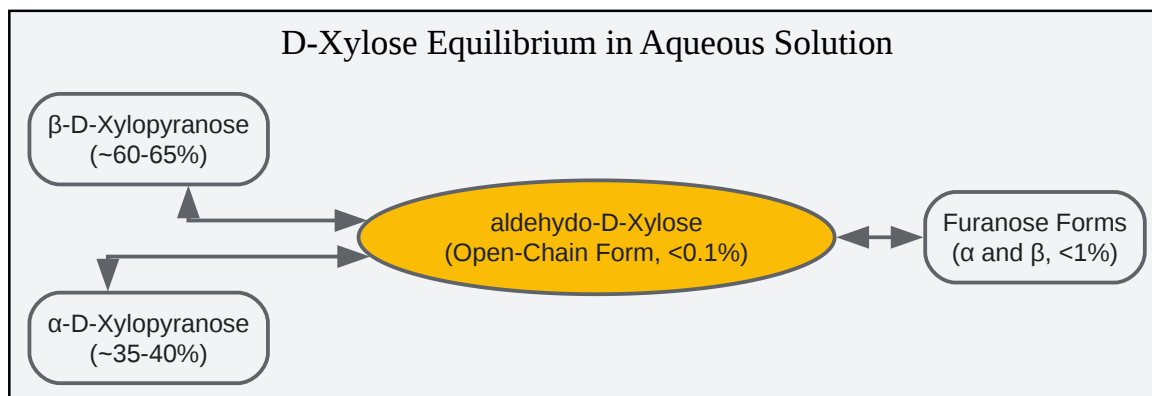 D-Xylose Equilibrium in Aqueous Solution
β-D-Xylopyranose
(~60-65%)
aldehydo-D-Xylose
(Open-Chain Form, <0.1%)
Furanose Forms
(α and β, <1%)
α-D-Xylopyranose
(~35-40%)